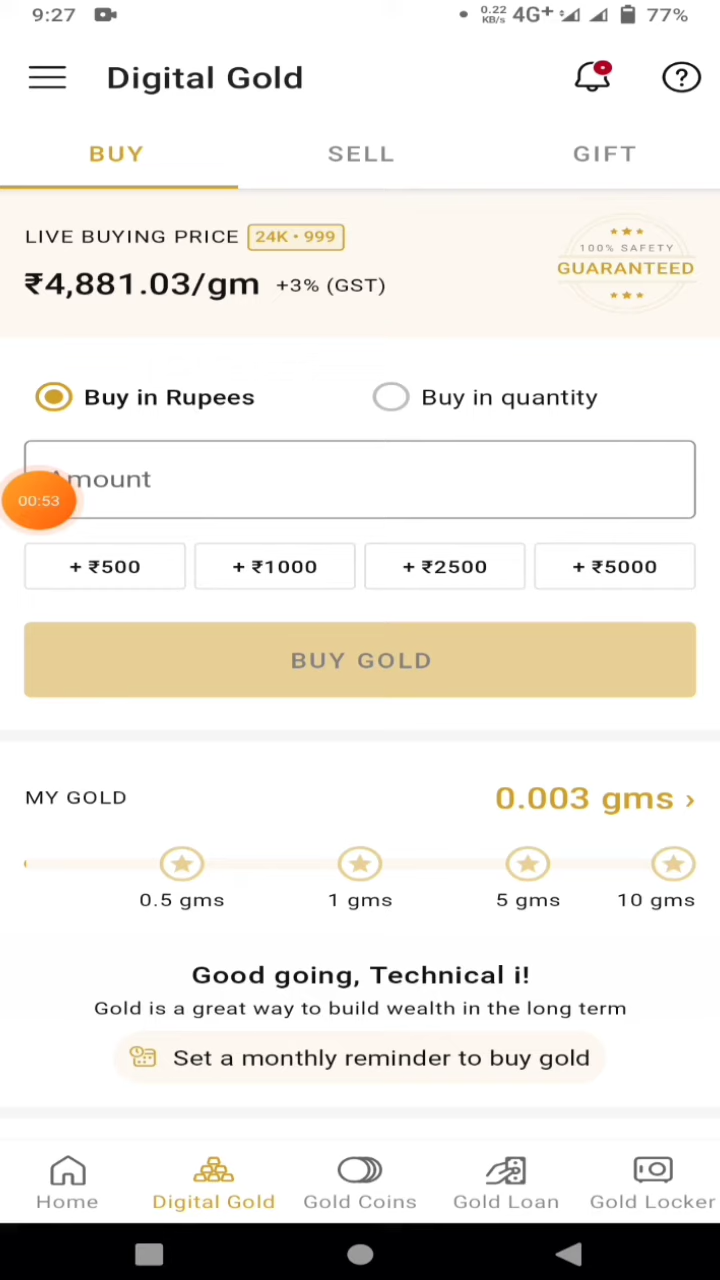 9:27 0.22 KB/s 4G+ 77%
Digital Gold
BUY SELL GIFT
LIVE BUYING PRICE 24K • 999
₹4,881.03/gm +3% (GST)
100% SAFETY
GUARANTEED
Buy in Rupees Buy in quantity
Amount
00:53
+ ₹500 + ₹1000 + ₹2500 + ₹5000
BUY GOLD
MY GOLD 0.003 gms ›
0.5 gms 1 gms 5 gms 10 gms
Good going, Technical i!
Gold is a great way to build wealth in the long term
Set a monthly reminder to buy gold
Home Digital Gold Gold Coins Gold Loan Gold Locker